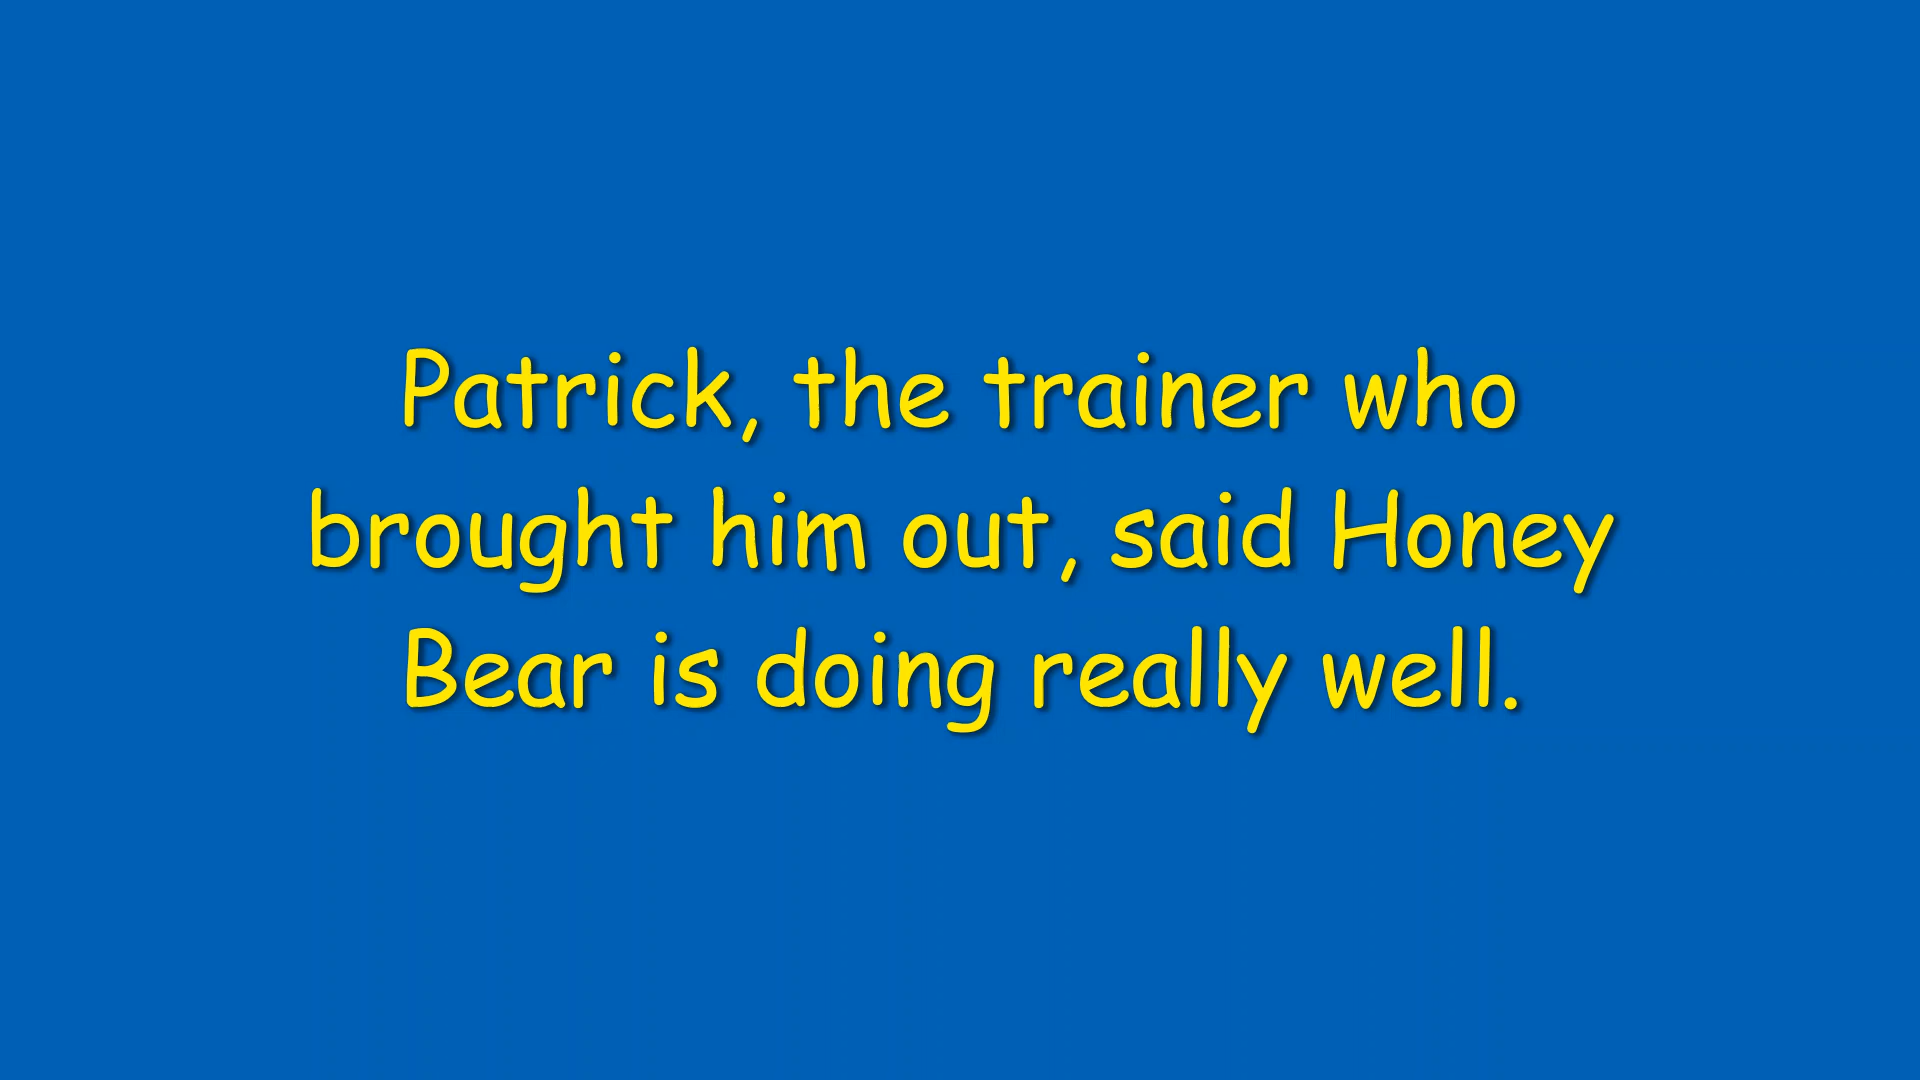 Patrick, the trainer who
brought him out, said Honey
Bear is doing really well.